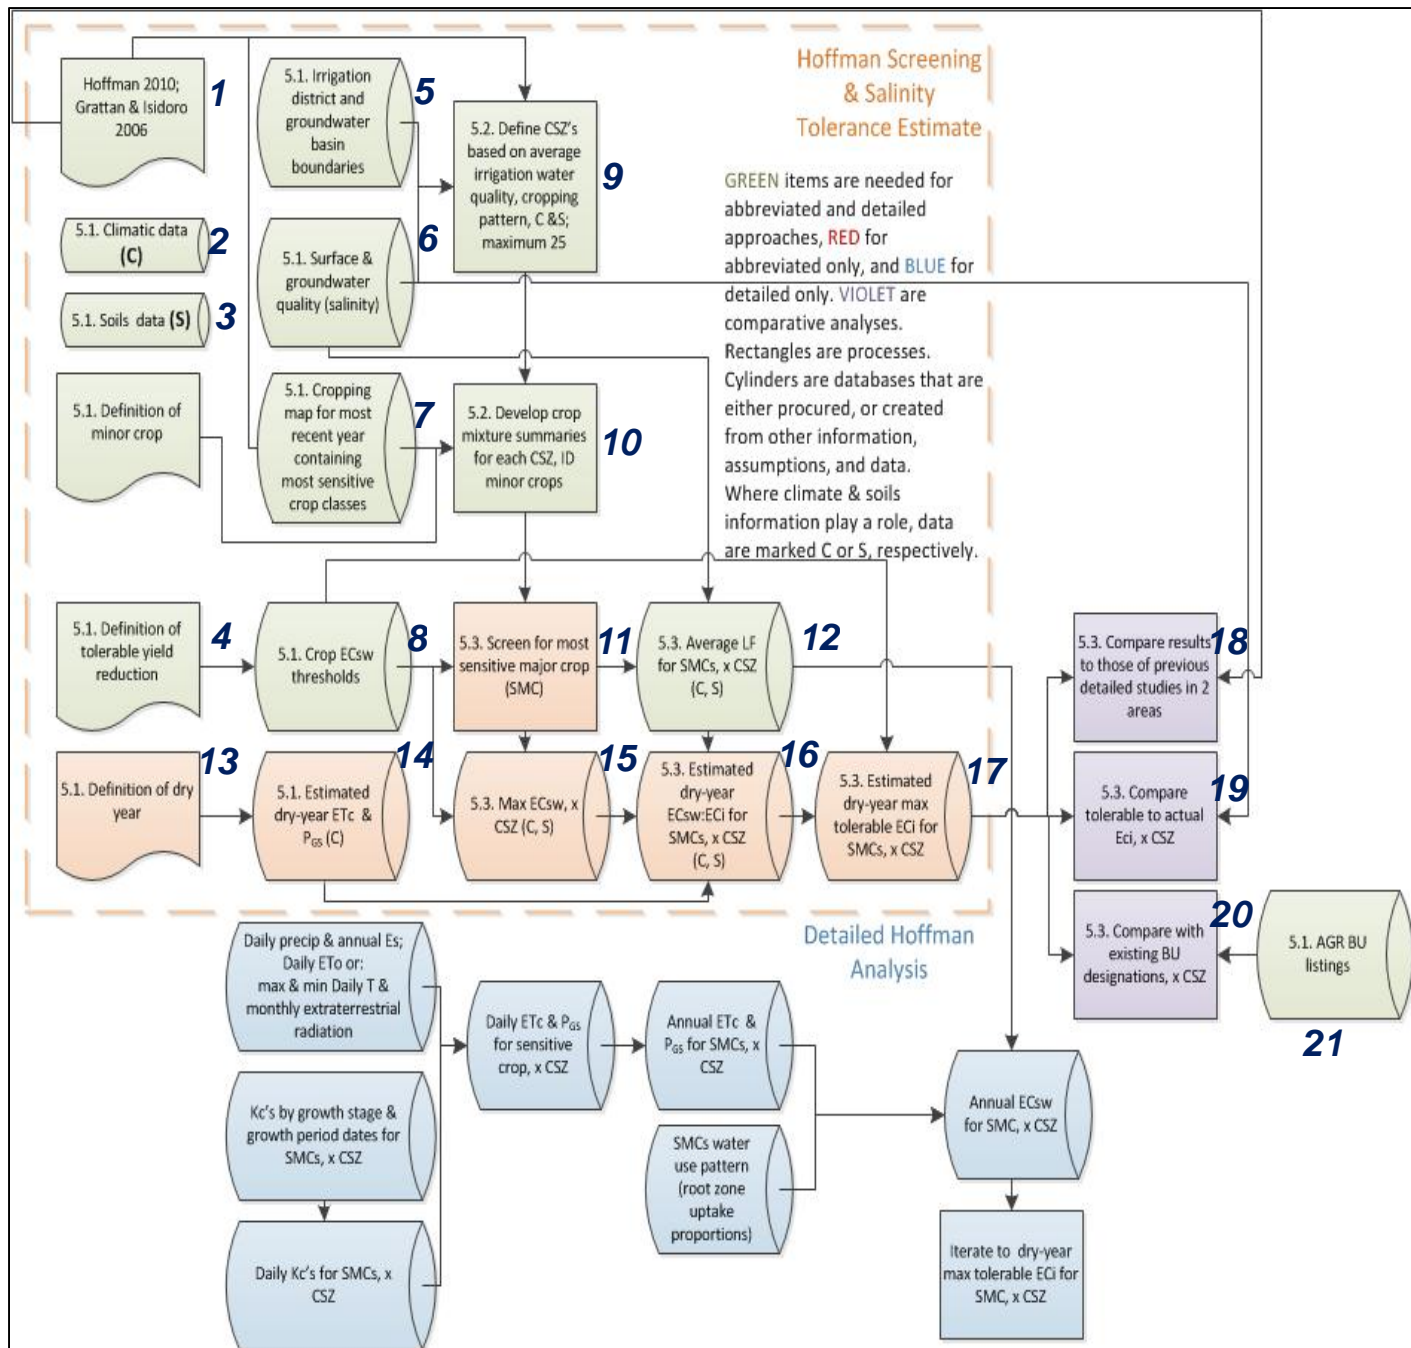 Hoffman 2010;
Grattan & Isidoro
2006
1
5.1. Irrigation
district and
groundwater
basin
boundaries
5
5.2. Define CSZ's
based on average
irrigation water
quality, cropping
pattern, C &S;
maximum 25
9
Hoffman Screening
& Salinity
Tolerance Estimate
GREEN items are needed for
abbreviated and detailed
approaches, RED for
abbreviated only, and BLUE for
detailed only. VIOLET are
comparative analyses.
Rectangles are processes.
Cylinders are databases that are
either procured, or created
from other information,
assumptions, and data.
Where climate & soils
information play a role, data
are marked C or S, respectively.
5.1. Climatic data
(C)
2
5.1. Soils data (S)
3
5.1. Surface &
groundwater
quality (salinity)
6
5.1. Definition of
minor crop
5.1. Cropping
map for most
recent year
containing
most sensitive
crop classes
7
5.2. Develop crop
mixture summaries
for each CSZ, ID
minor crops
10
5.1. Definition of
tolerable yield
reduction
4
5.1. Crop ECsw
thresholds
8
5.3. Screen for most
sensitive major crop
(SMC)
11
5.3. Average LF
for SMCs, x CSZ
(C, S)
12
5.3. Compare results
to those of previous
detailed studies in 2
areas
18
5.1. Definition of dry
year
13
5.1. Estimated
dry-year ETc &
PGS (C)
14
5.3. Max ECsw, x
CSZ (C, S)
15
5.3. Estimated
dry-year
ECsw:ECi for
SMCs, x CSZ
(C, S)
16
5.3. Estimated
dry-year max
tolerable ECi for
SMCs, x CSZ
17
5.3. Compare
tolerable to actual
Eci, x CSZ
19
5.3. Compare with
existing BU
designations, x CSZ
20
5.1. AGR BU
listings
21
Detailed Hoffman
Analysis
Daily precip & annual Es;
Daily ETo or:
max & min Daily T &
monthly extraterrestrial
radiation
Daily ETc & PGS
for sensitive
crop, x CSZ
Annual ETc &
PGS for SMCs, x
CSZ
Kc's by growth stage &
growth period dates for
SMCs, x CSZ
SMCs water
use pattern
(root zone
uptake
proportions)
Annual ECsw
for SMC, x CSZ
Daily Kc's for SMCs, x
CSZ
Iterate to dry-year
max tolerable ECi for
SMC, x CSZ